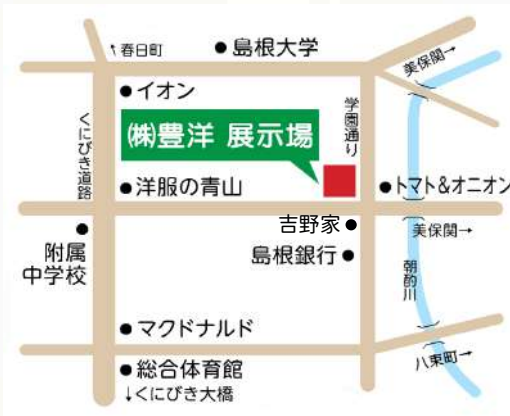 ↑春日町
島根大学
美保関→
イオン
くにびき道路
学園通り
㈱豊洋 展示場
洋服の青山
トマト&オニオン
吉野家
美保関→
附属
中学校
島根銀行
朝酌川
マクドナルド
八束町→
総合体育館
↓くにびき大橋